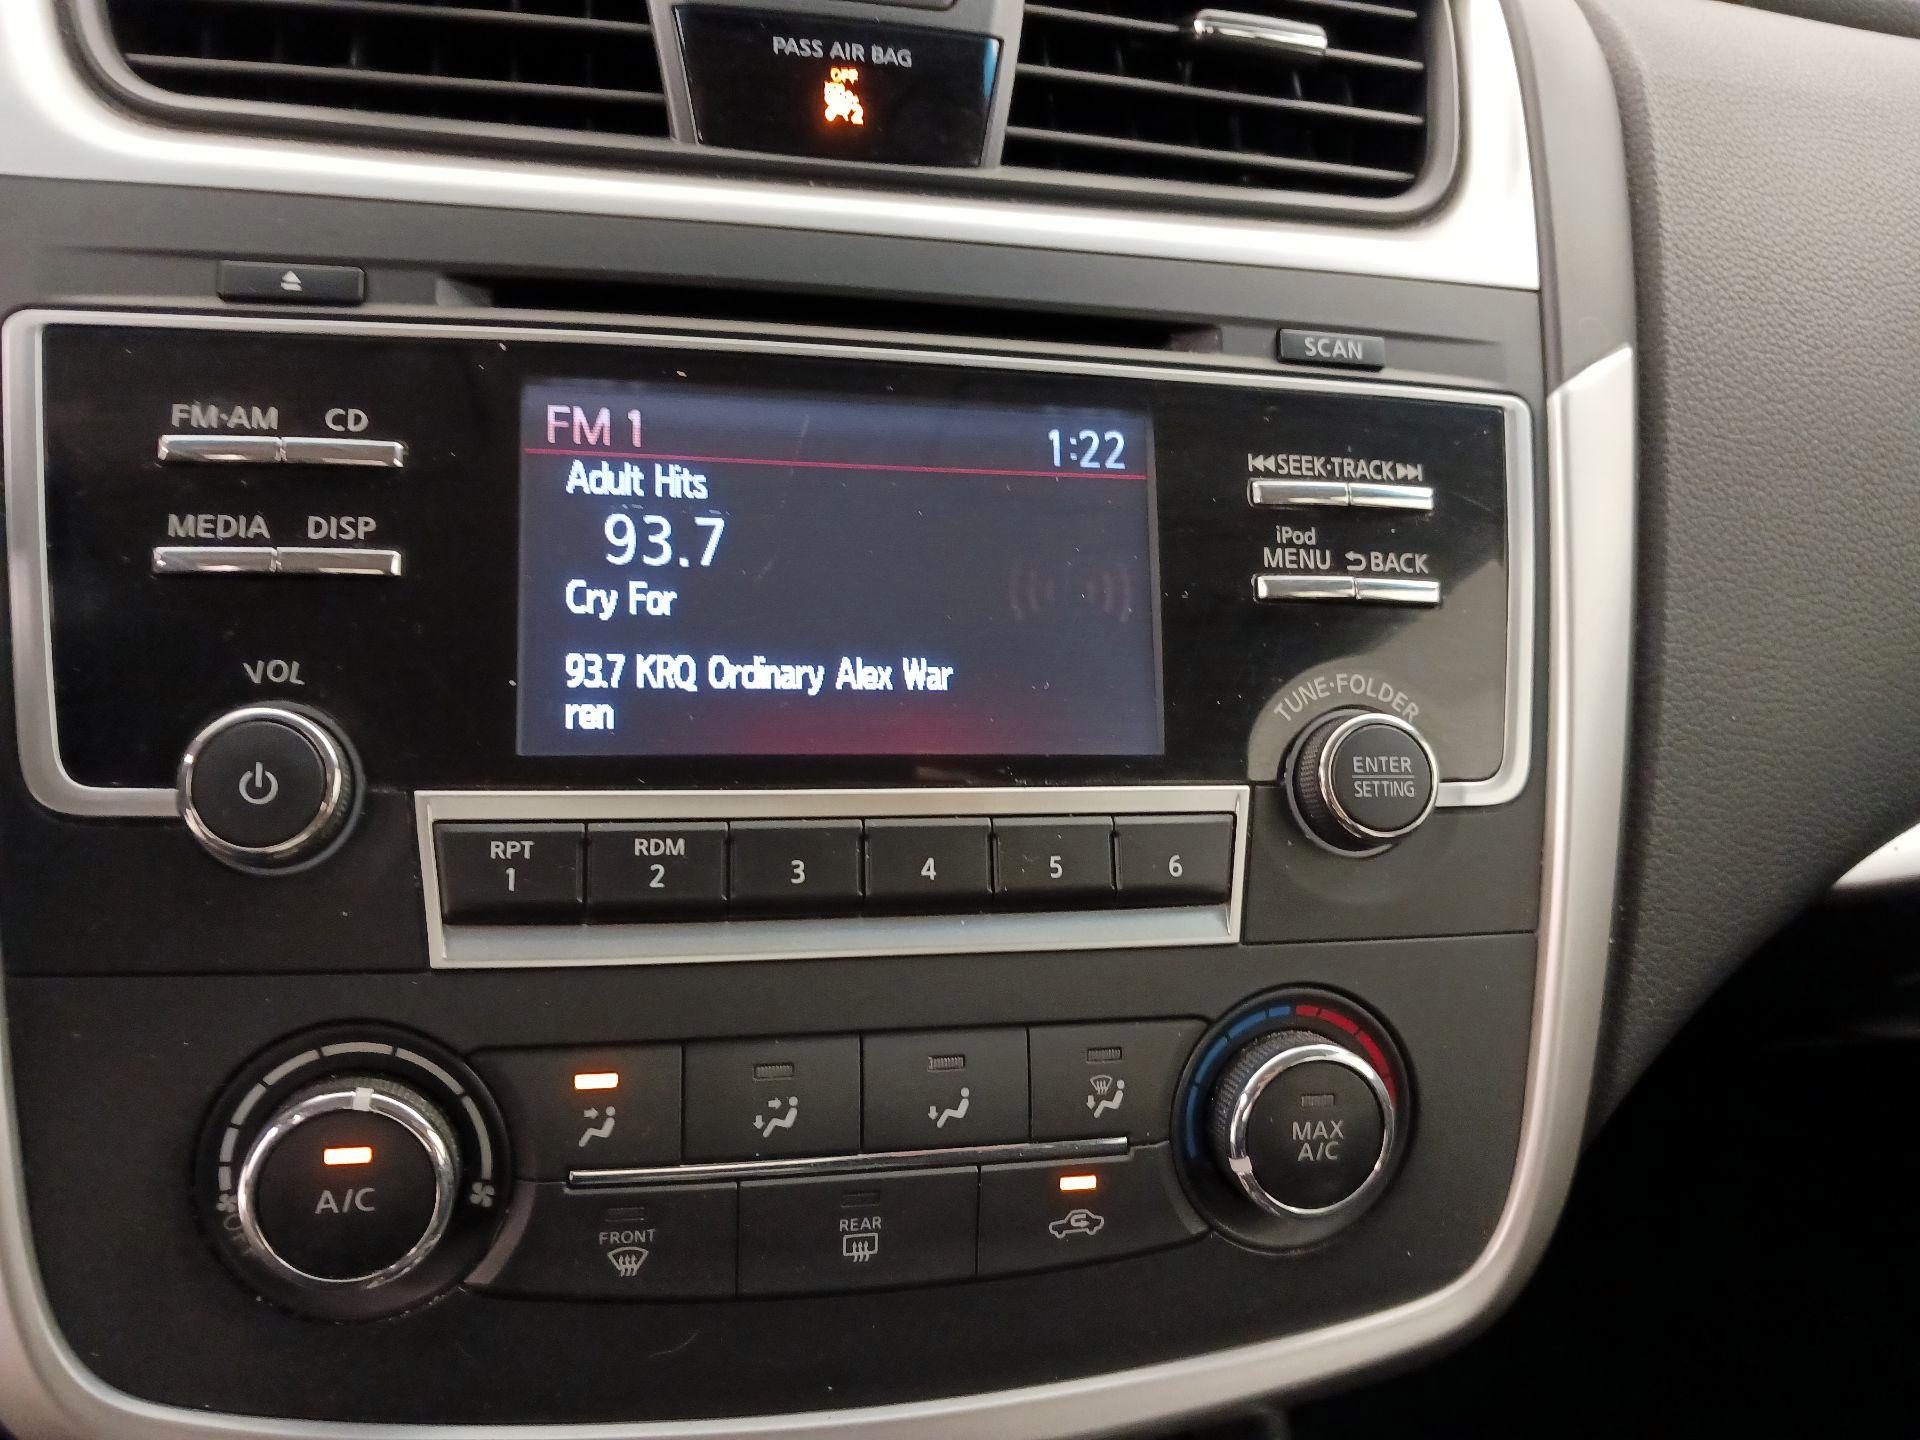 PASS AIR BAG
OFF
2
SCAN
FM·AM CD
MEDIA DISP
VOL
FM 1
1:22
Adult Hits
93.7
Cry For
93.7 KRQ Ordinary Alex War
ren
SEEK·TRACK
iPod
MENU BACK
TUNE·FOLDER
ENTER
SETTING
RPT
1
RDM
2
3
4
5
6
A/C
OFF
MAX
A/C
FRONT
REAR